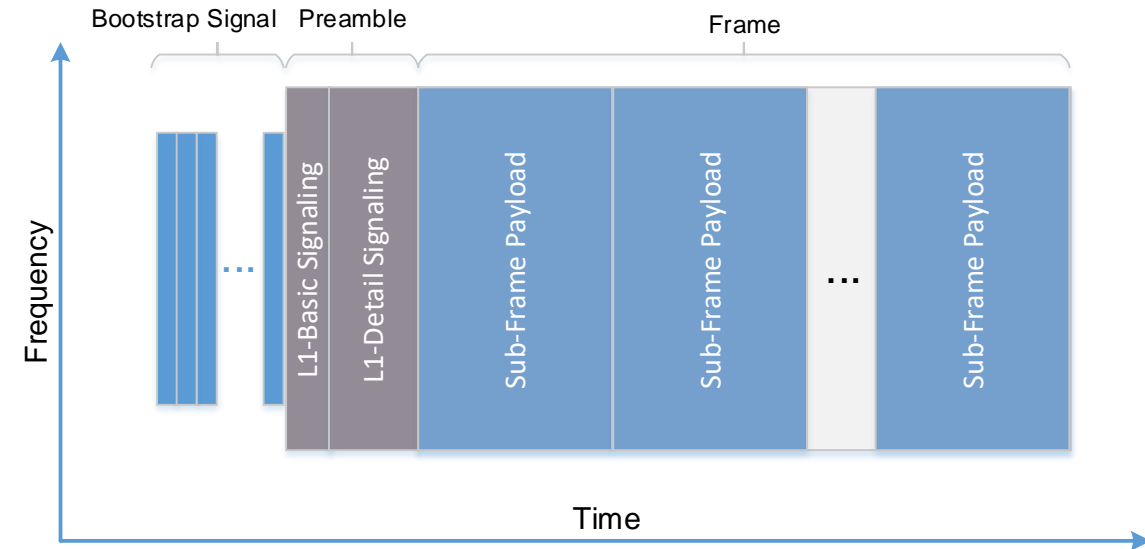 Bootstrap Signal
Preamble
Frame
Frequency
...
L1-Basic Signaling
L1-Detail Signaling
Sub-Frame Payload
Sub-Frame Payload
...
Sub-Frame Payload
Time